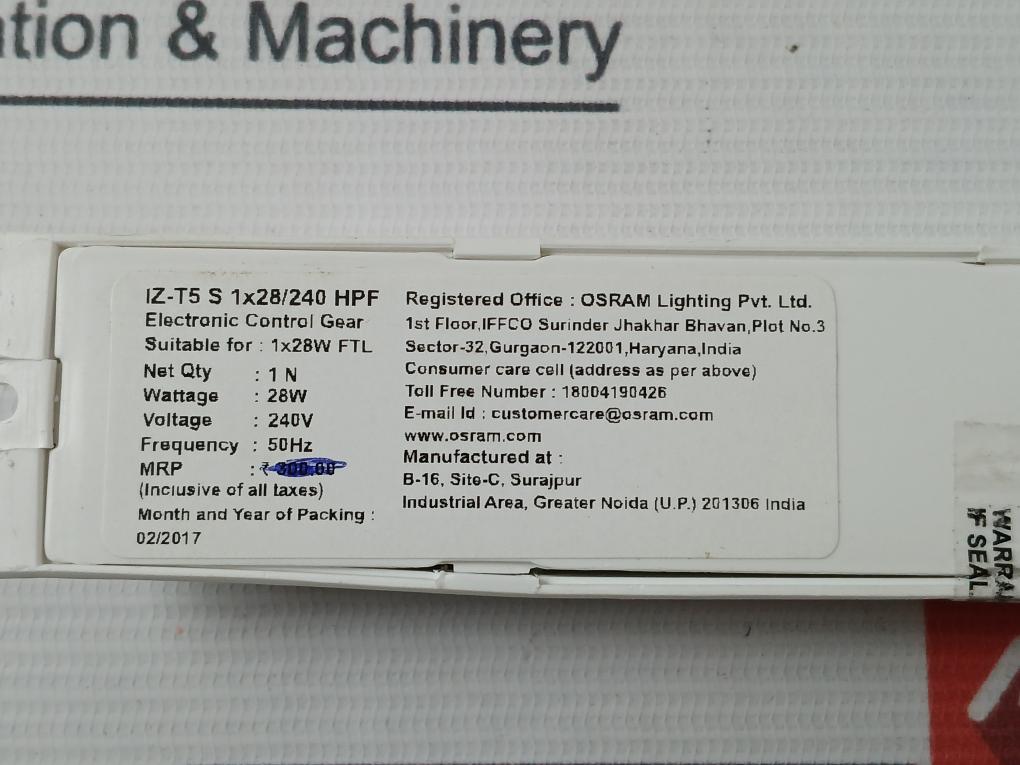 & Machinery
IZ-T5 S 1x28/240 HPF
Electronic Control Gear
Suitable for : 1x28W FTL
Net Qty : 1 N
Wattage : 28W
Voltage : 240V
Frequency : 50Hz
MRP : ₹ 300.00
(Inclusive of all taxes)
Month and Year of Packing :
02/2017
Registered Office : OSRAM Lighting Pvt. Ltd.
1st Floor,IFFCO Surinder Jhakhar Bhavan,Plot No.3
Sector-32,Gurgaon-122001,Haryana,India
Consumer care cell (address as per above)
Toll Free Number : 18004190426
E-mail Id : customercare@osram.com
www.osram.com
Manufactured at :
B-16, Site-C, Surajpur
Industrial Area, Greater Noida (U.P.) 201306 India
IF SEAL